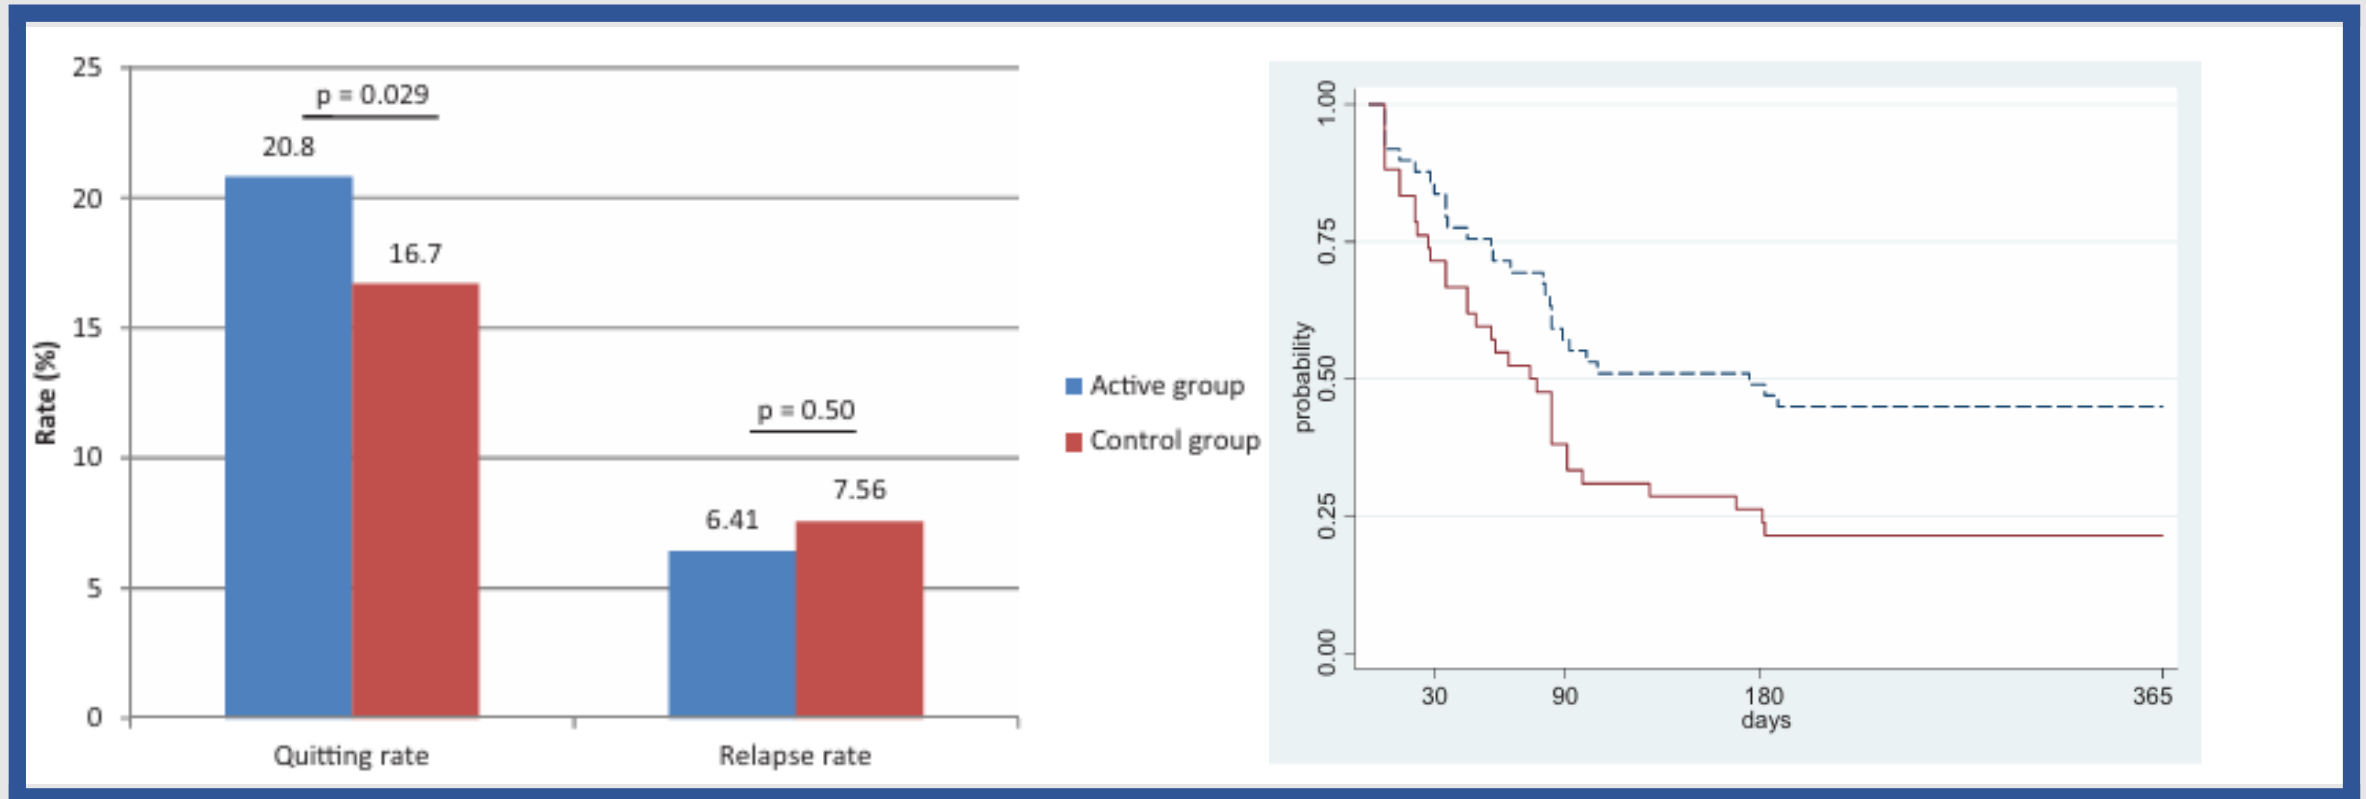 25
20
15
10
5
0
Rate (%)
p = 0.029
20.8
16.7
p = 0.50
6.41
7.56
Quitting rate
Relapse rate
Active group
Control group
1.00
0.75
0.50
0.25
0.00
probability
30
90
180
365
days